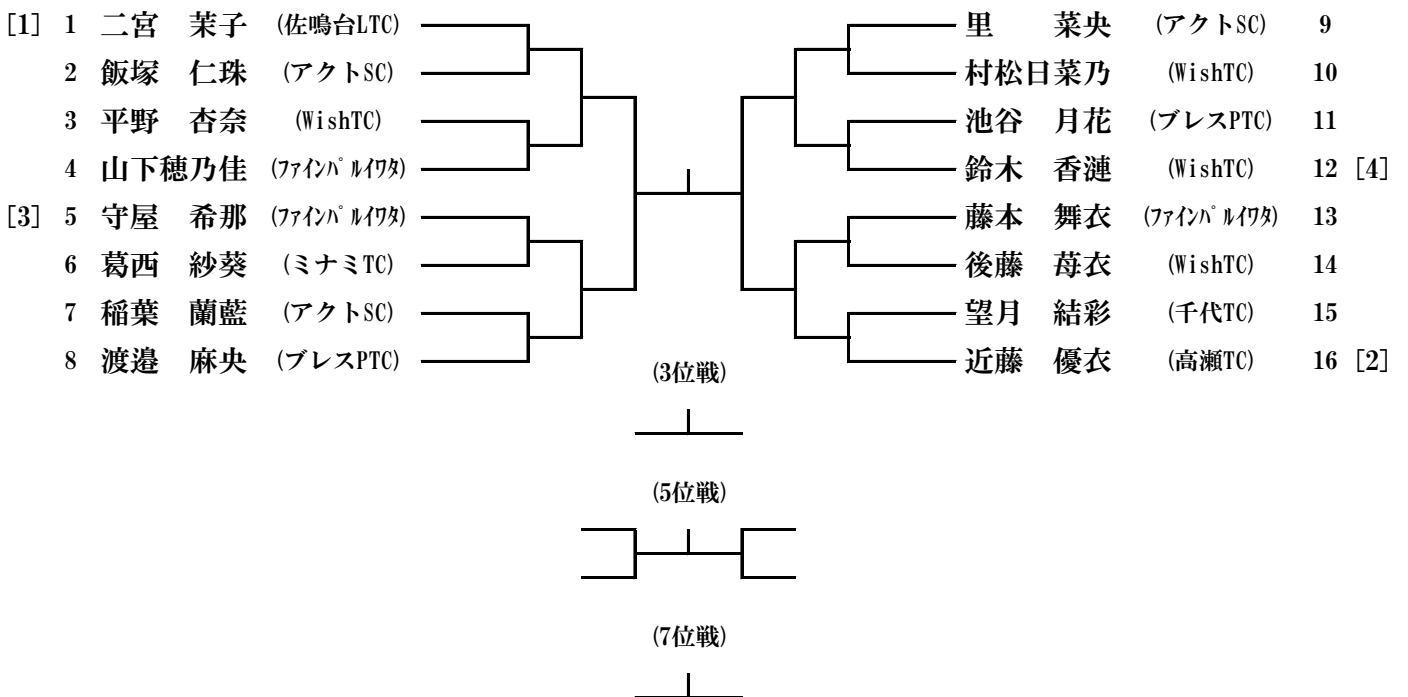 [1] 1 二宮 茉子 (佐鳴台LTC)
2 飯塚 仁珠 (アクトSC)
3 平野 杏奈 (WishTC)
4 山下穂乃佳 (ファインパルイワタ)
[3] 5 守屋 希那 (ファインパルイワタ)
6 葛西 紗葵 (ミナミTC)
7 稲葉 蘭藍 (アクトSC)
8 渡邉 麻央 (ブレスPTC)
里 菜央 (アクトSC) 9
村松日菜乃 (WishTC) 10
池谷 月花 (ブレスPTC) 11
鈴木 香漣 (WishTC) 12 [4]
藤本 舞衣 (ファインパルイワタ) 13
後藤 苺衣 (WishTC) 14
望月 結彩 (千代TC) 15
近藤 優衣 (高瀬TC) 16 [2]
(3位戦)
(5位戦)
(7位戦)